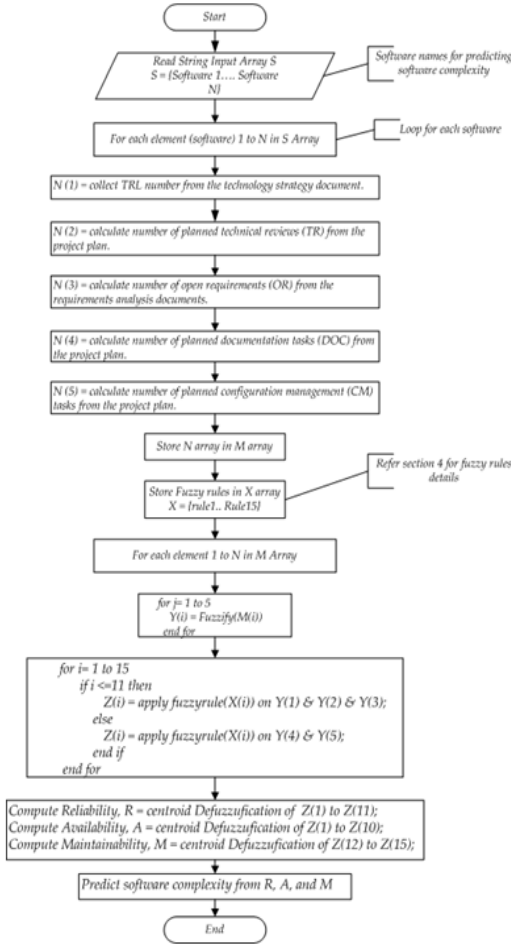 Start
Read String Input Array S
S = {Software 1.... Software
N}
Software names for predicting
software complexity
For each element (software) 1 to N in S Array
Loop for each software
N (1) = collect TRL number from the technology strategy document.
N (2) = calculate number of planned technical reviews (TR) from the
project plan.
N (3) = calculate number of open requirements (OR) from the
requirements analysis documents.
N (4) = calculate number of planned documentation tasks (DOC) from
the project plan.
N (5) = calculate number of planned configuration management (CM)
tasks from the project plan.
Store N array in M array
Refer section 4 for fuzzy rules
details
Store Fuzzy rules in X array
X = {rule1.. Rule15}
For each element 1 to N in M Array
for j= 1 to 5
Y(i) = Fuzzify(M(i))
end for
for i= 1 to 15
if i <=11 then
Z(i) = apply fuzzyrule(X(i)) on Y(1) & Y(2) & Y(3);
else
Z(i) = apply fuzzyrule(X(i)) on Y(4) & Y(5);
end if
end for
Compute Reliability, R = centroid Defuzzufication of Z(1) to Z(11);
Compute Availability, A = centroid Defuzzufication of Z(1) to Z(10);
Compute Maintainability, M = centroid Defuzzufication of Z(12) to Z(15);
Predict software complexity from R, A, and M
End